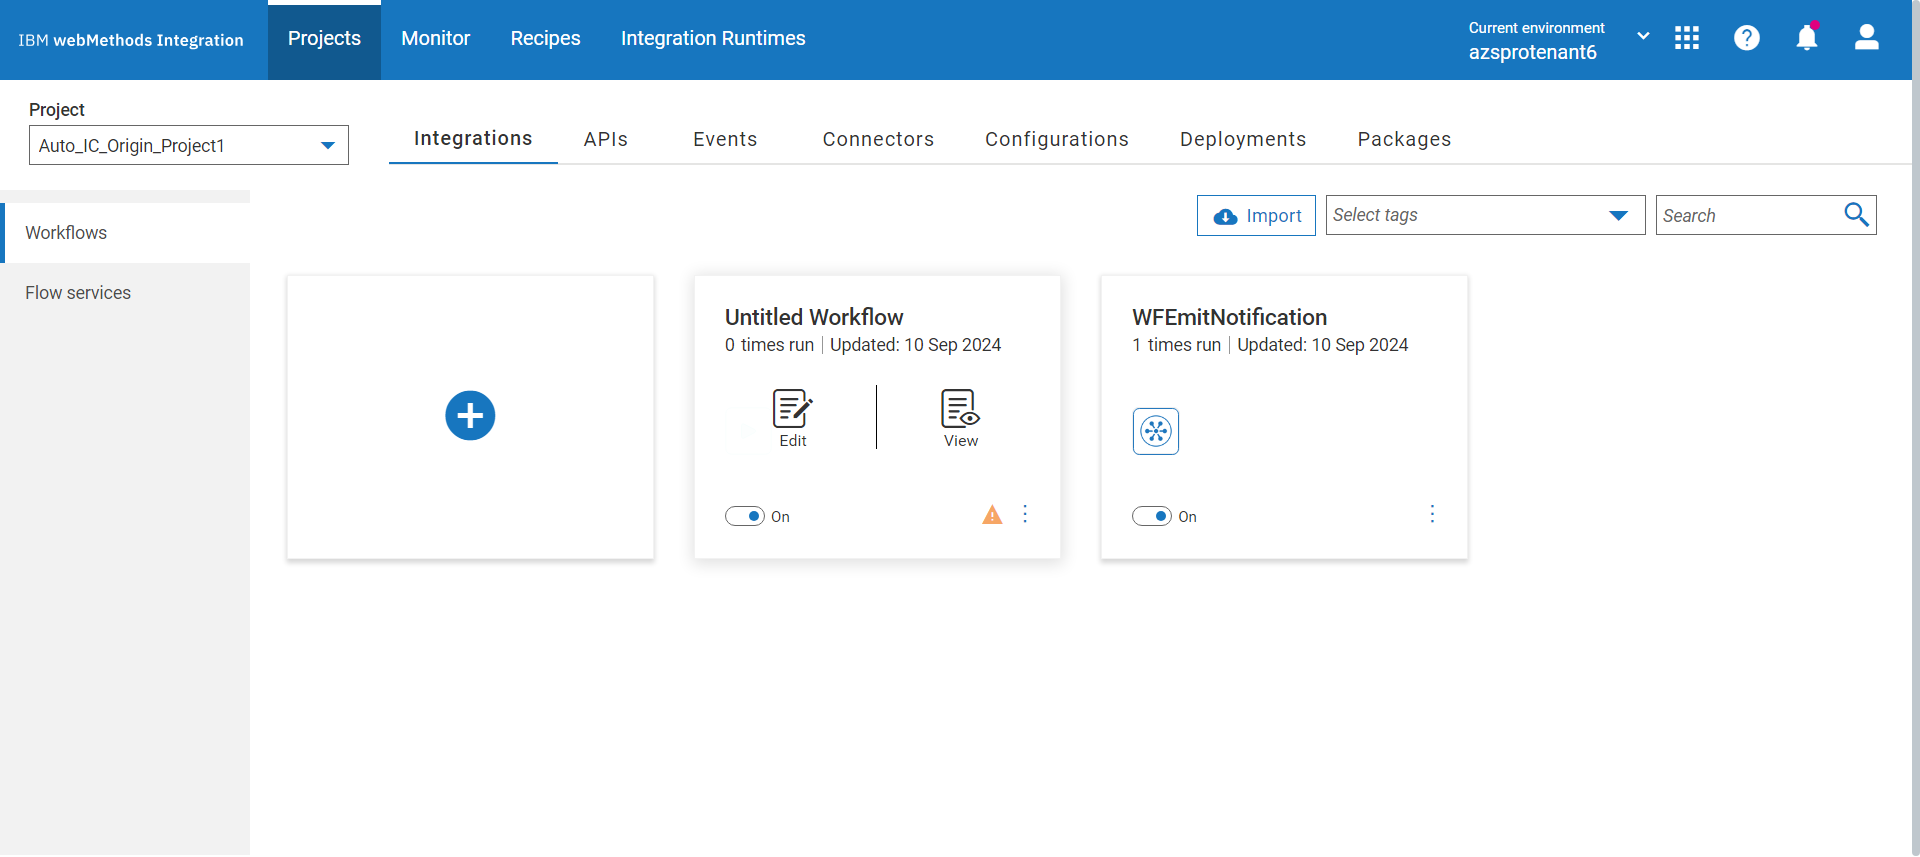 IBM webMethods Integration
Projects
Monitor
Recipes
Integration Runtimes
Current environment
azsprotenant6
Project
Auto_IC_Origin_Project1
Integrations
APIs
Events
Connectors
Configurations
Deployments
Packages
Workflows
Flow services
Import
Select tags
Search
Untitled Workflow
0 times run | Updated: 10 Sep 2024
Edit
View
On
WFEmitNotification
1 times run | Updated: 10 Sep 2024
On